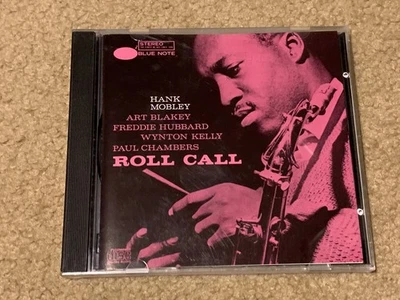 STEREO
BLUE NOTE
HANK
MOBLEY
ART BLAKEY
FREDDIE HUBBARD
WYNTON KELLY
PAUL CHAMBERS
ROLL CALL